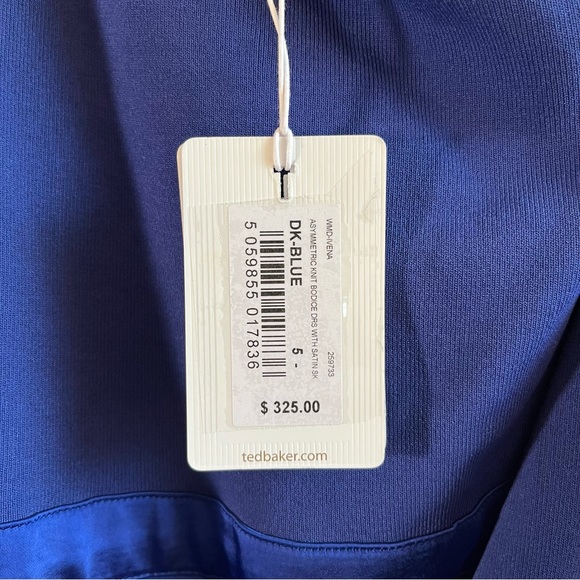 WMD-IVENA 259733
ASYMMETRIC KNIT BODICE DRS WITH SATIN SK
DK-BLUE 5 -
5 059855 017836
$ 325.00
tedbaker.com